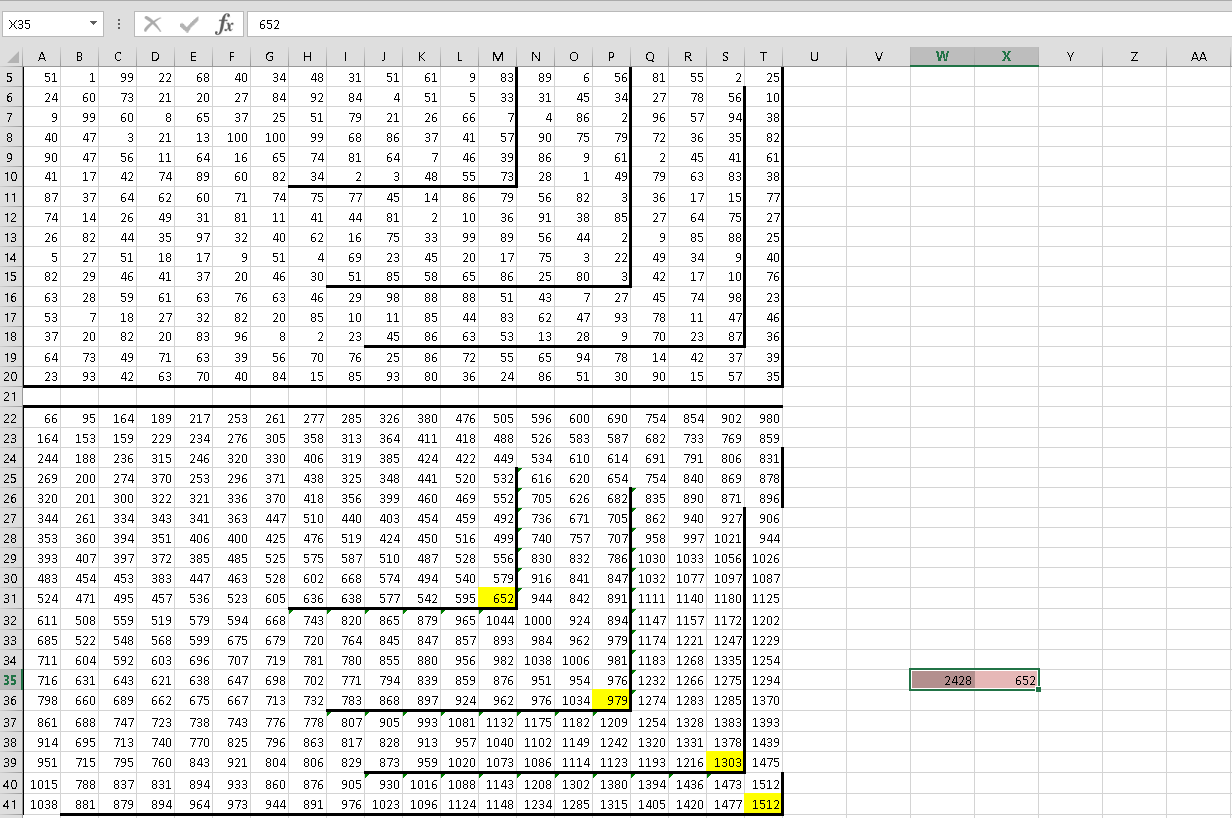 X35 fx 652
A B C D E F G H I J K L M N O P Q R S T U V W X Y Z AA
5 51 1 99 22 68 40 34 48 31 51 61 9 83 89 6 56 81 55 2 25
6 24 60 73 21 20 27 84 92 84 4 51 5 33 31 45 34 27 78 56 10
7 9 99 60 8 65 37 25 51 79 21 26 66 7 4 86 2 96 57 94 38
8 40 47 3 21 13 100 100 99 68 86 37 41 57 90 75 79 72 36 35 82
9 90 47 56 11 64 16 65 74 81 64 7 46 39 86 9 61 2 45 41 61
10 41 17 42 74 89 60 82 34 2 3 48 55 73 28 1 49 79 63 83 38
11 87 37 64 62 60 71 74 75 77 45 14 86 79 56 82 3 36 17 15 77
12 74 14 26 49 31 81 11 41 44 81 2 10 36 91 38 85 27 64 75 27
13 26 82 44 35 97 32 40 62 16 75 33 99 89 56 44 2 9 85 88 25
14 5 27 51 18 17 9 51 4 69 23 45 20 17 75 3 22 49 34 9 40
15 82 29 46 41 37 20 46 30 51 85 58 65 86 25 80 3 42 17 10 76
16 63 28 59 61 63 76 63 46 29 98 88 88 51 43 7 27 45 74 98 23
17 53 7 18 27 32 82 20 85 10 11 85 44 83 62 47 93 78 11 47 46
18 37 20 82 20 83 96 8 2 23 45 86 63 53 13 28 9 70 23 87 36
19 64 73 49 71 63 39 56 70 76 25 86 72 55 65 94 78 14 42 37 39
20 23 93 42 63 70 40 84 15 85 93 80 36 24 86 51 30 90 15 57 35
21
22 66 95 164 189 217 253 261 277 285 326 380 476 505 596 600 690 754 854 902 980
23 164 153 159 229 234 276 305 358 313 364 411 418 488 526 583 587 682 733 769 859
24 244 188 236 315 246 320 330 406 319 385 424 422 449 534 610 614 691 791 806 831
25 269 200 274 370 253 296 371 438 325 348 441 520 532 616 620 654 754 840 869 878
26 320 201 300 322 321 336 370 418 356 399 460 469 552 705 626 682 835 890 871 896
27 344 261 334 343 341 363 447 510 440 403 454 459 492 736 671 705 862 940 927 906
28 353 360 394 351 406 400 425 476 519 424 450 516 499 740 757 707 958 997 1021 944
29 393 407 397 372 385 485 525 575 587 510 487 528 556 830 832 786 1030 1033 1056 1026
30 483 454 453 383 447 463 528 602 668 574 494 540 579 916 841 847 1032 1077 1097 1087
31 524 471 495 457 536 523 605 636 638 577 542 595 652 944 842 891 1111 1140 1180 1125
32 611 508 559 519 579 594 668 743 820 865 879 965 1044 1000 924 894 1147 1157 1172 1202
33 685 522 548 568 599 675 679 720 764 845 847 857 893 984 962 979 1174 1221 1247 1229
34 711 604 592 603 696 707 719 781 780 855 880 956 982 1038 1006 981 1183 1268 1335 1254
35 716 631 643 621 638 647 698 702 771 794 839 859 876 951 954 976 1232 1266 1275 1294 2428 652
36 798 660 689 662 675 667 713 732 783 868 897 924 962 976 1034 979 1274 1283 1285 1370
37 861 688 747 723 738 743 776 778 807 905 993 1081 1132 1175 1182 1209 1254 1328 1383 1393
38 914 695 713 740 770 825 796 863 817 828 913 957 1040 1102 1149 1242 1320 1331 1378 1439
39 951 715 795 760 843 921 804 806 829 873 959 1020 1073 1086 1114 1123 1193 1216 1303 1475
40 1015 788 837 831 894 933 860 876 905 930 1016 1088 1143 1208 1302 1380 1394 1436 1473 1512
41 1038 881 879 894 964 973 944 891 976 1023 1096 1124 1148 1234 1285 1315 1405 1420 1477 1512